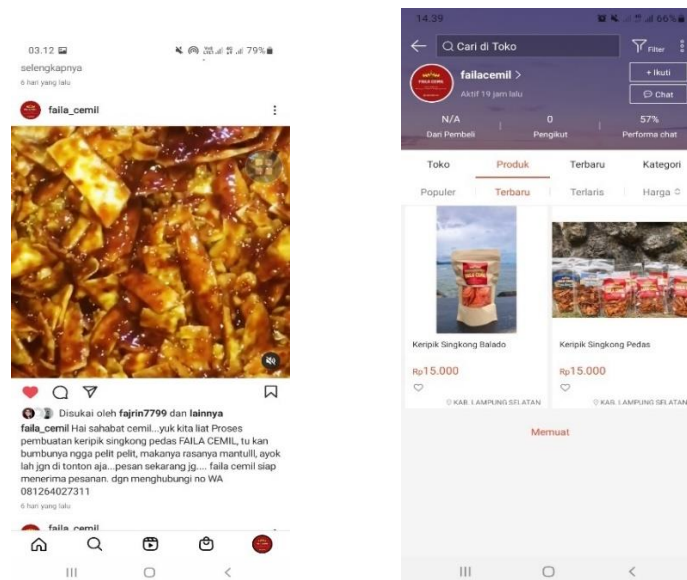 03.12
79%
selengkapnya
6 hari yang lalu
faila_cemil
Disukai oleh fajrin7799 dan lainnya
faila_cemil Hai sahabat cemil...yuk kita liat Proses
pembuatan keripik singkong pedas FAILA CEMIL, tu kan
bumbunya ngga pelit pelit, makanya rasanya mantulll, ayok
lah jgn di tonton aja...pesan sekarang jg.... faila cemil siap
menerima pesanan. dgn menghubungi no WA
081264027311
6 hari yang lalu
faila_cemil
14.39
66%
Cari di Toko
Filter
failacemil >
+ Ikuti
Aktif 19 jam lalu
Chat
N/A
0
57%
Dari Pembeli
Pengikut
Performa chat
Toko
Produk
Terbaru
Kategori
Populer
Terbaru
Terlaris
Harga
Keripik Singkong Balado
Keripik Singkong Pedas
Rp15.000
Rp15.000
KAB. LAMPUNG SELATAN
KAB. LAMPUNG SELATAN
Memuat